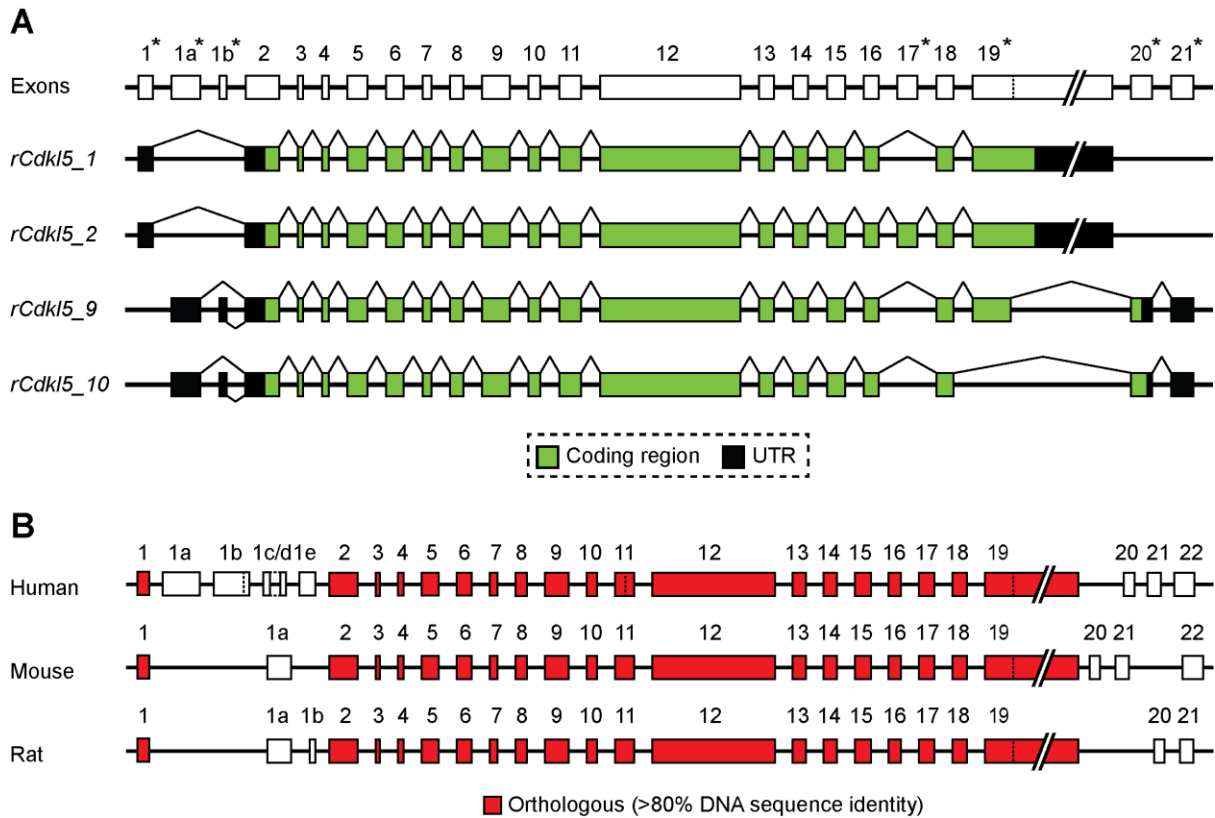 A
1* 1a* 1b* 2 3 4 5 6 7 8 9 10 11 12 13 14 15 16 17* 18 19* 20* 21*
Exons
rCdkl5_1
rCdkl5_2
rCdkl5_9
rCdkl5_10
Coding region UTR
B
1 1a 1b 1c/d 1e 2 3 4 5 6 7 8 9 10 11 12 13 14 15 16 17 18 19 20 21 22
Human
1 1a 2 3 4 5 6 7 8 9 10 11 12 13 14 15 16 17 18 19 20 21 22
Mouse
1 1a 1b 2 3 4 5 6 7 8 9 10 11 12 13 14 15 16 17 18 19 20 21
Rat
Orthologous (>80% DNA sequence identity)